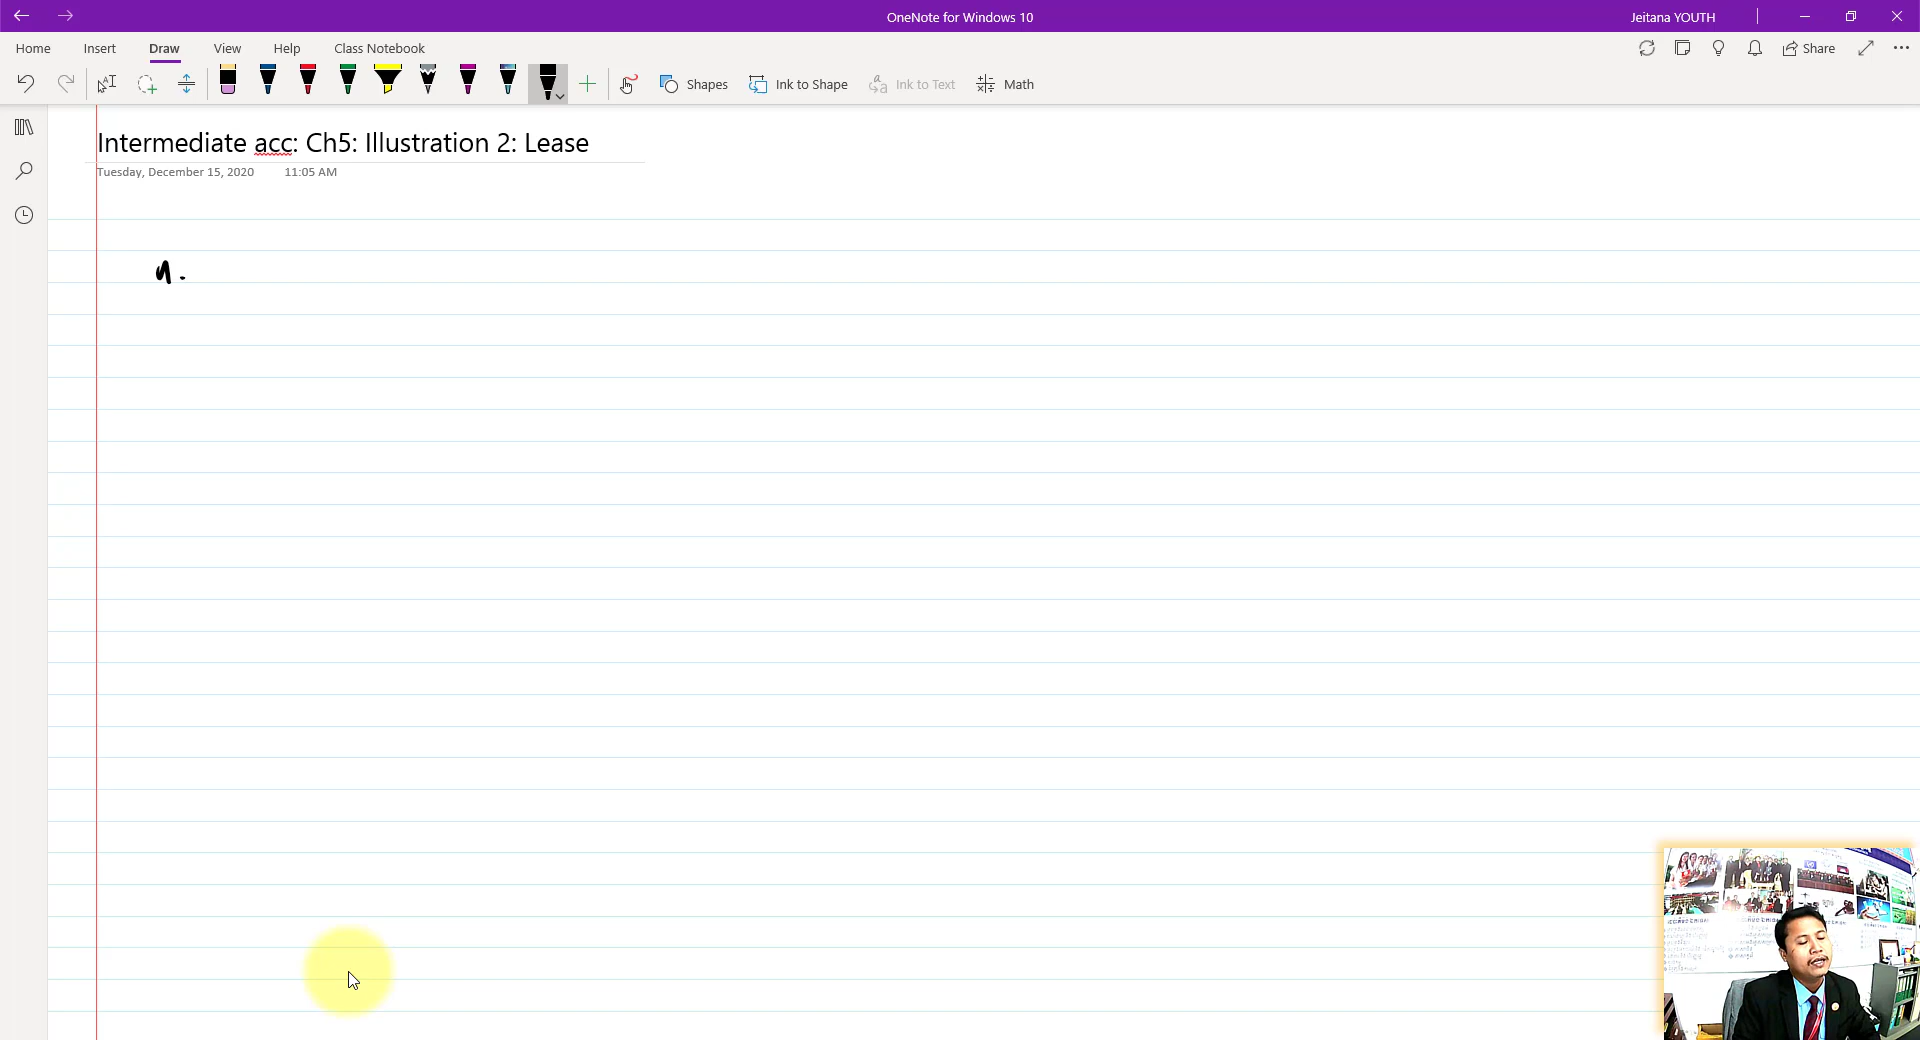 OneNote for Windows 10
Jeitana YOUTH
Home Insert Draw View Help Class Notebook
Share
Shapes Ink to Shape Ink to Text Math
Intermediate acc: Ch5: Illustration 2: Lease
Tuesday, December 15, 2020 11:05 AM